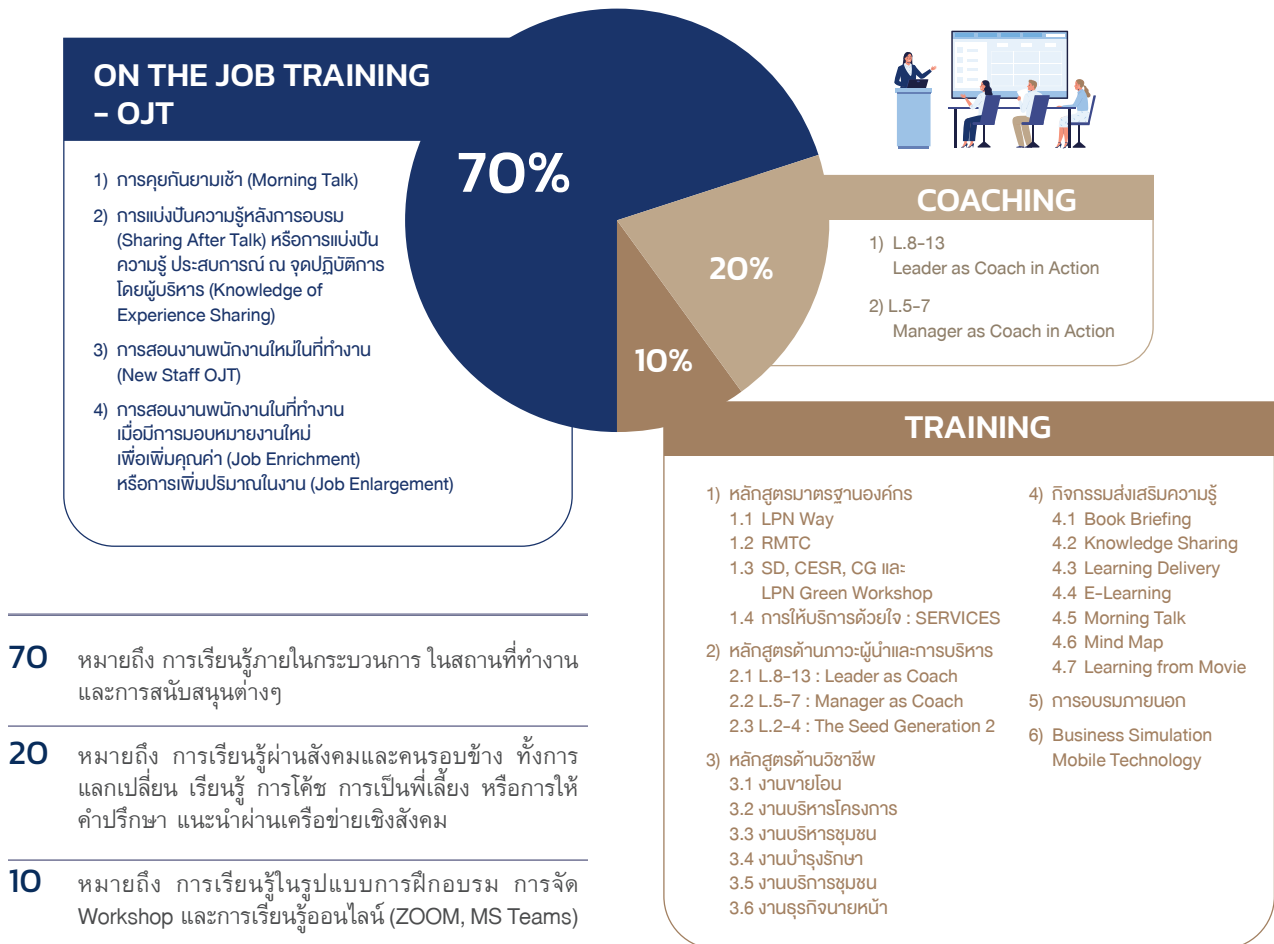 ON THE JOB TRAINING
- OJT
70%
1) การคุยกันยามเช้า (Morning Talk)
2) การแบ่งปันความรู้หลังการอบรม
(Sharing After Talk) หรือการแบ่งปัน
ความรู้ ประสบการณ์ ณ จุดปฏิบัติการ
โดยผู้บริหาร (Knowledge of
Experience Sharing)
3) การสอนงานพนักงานใหม่ในที่ทำงาน
(New Staff OJT)
4) การสอนงานพนักงานในที่ทำงาน
เมื่อมีการมอบหมายงานใหม่
เพื่อเพิ่มคุณค่า (Job Enrichment)
หรือการเพิ่มปริมาณในงาน (Job Enlargement)
20%
COACHING
1) L.8-13
Leader as Coach in Action
2) L.5-7
Manager as Coach in Action
10%
TRAINING
1) หลักสูตรมาตรฐานองค์กร
1.1 LPN Way
1.2 RMTC
1.3 SD, CESR, CG และ
LPN Green Workshop
1.4 การให้บริการด้วยใจ : SERVICES
2) หลักสูตรด้านภาวะผู้นำและการบริหาร
2.1 L.8-13 : Leader as Coach
2.2 L.5-7 : Manager as Coach
2.3 L.2-4 : The Seed Generation 2
3) หลักสูตรด้านวิชาชีพ
3.1 งานขายโอน
3.2 งานบริหารโครงการ
3.3 งานบริหารชุมชน
3.4 งานบำรุงรักษา
3.5 งานบริการชุมชน
3.6 งานธุรกิจนายหน้า
4) กิจกรรมส่งเสริมความรู้
4.1 Book Briefing
4.2 Knowledge Sharing
4.3 Learning Delivery
4.4 E-Learning
4.5 Morning Talk
4.6 Mind Map
4.7 Learning from Movie
5) การอบรมภายนอก
6) Business Simulation
Mobile Technology
70 หมายถึง การเรียนรู้ภายในกระบวนการ ในสถานที่ทำงาน
และการสนับสนุนต่างๆ
20 หมายถึง การเรียนรู้ผ่านสังคมและคนรอบข้าง ทั้งการ
แลกเปลี่ยน เรียนรู้ การโค้ช การเป็นพี่เลี้ยง หรือการให้
คำปรึกษา แนะนำผ่านเครือข่ายเชิงสังคม
10 หมายถึง การเรียนรู้ในรูปแบบการฝึกอบรม การจัด
Workshop และการเรียนรู้ออนไลน์ (ZOOM, MS Teams)